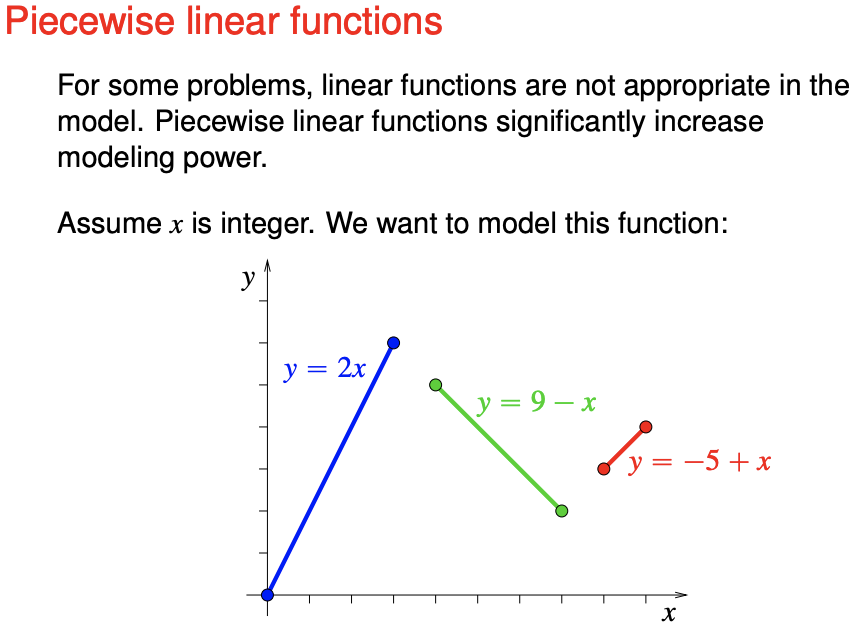 Piecewise linear functions
For some problems, linear functions are not appropriate in the
model. Piecewise linear functions significantly increase
modeling power.
Assume x is integer. We want to model this function:
y
y = 2x
y = 9 − x
y = −5 + x
x